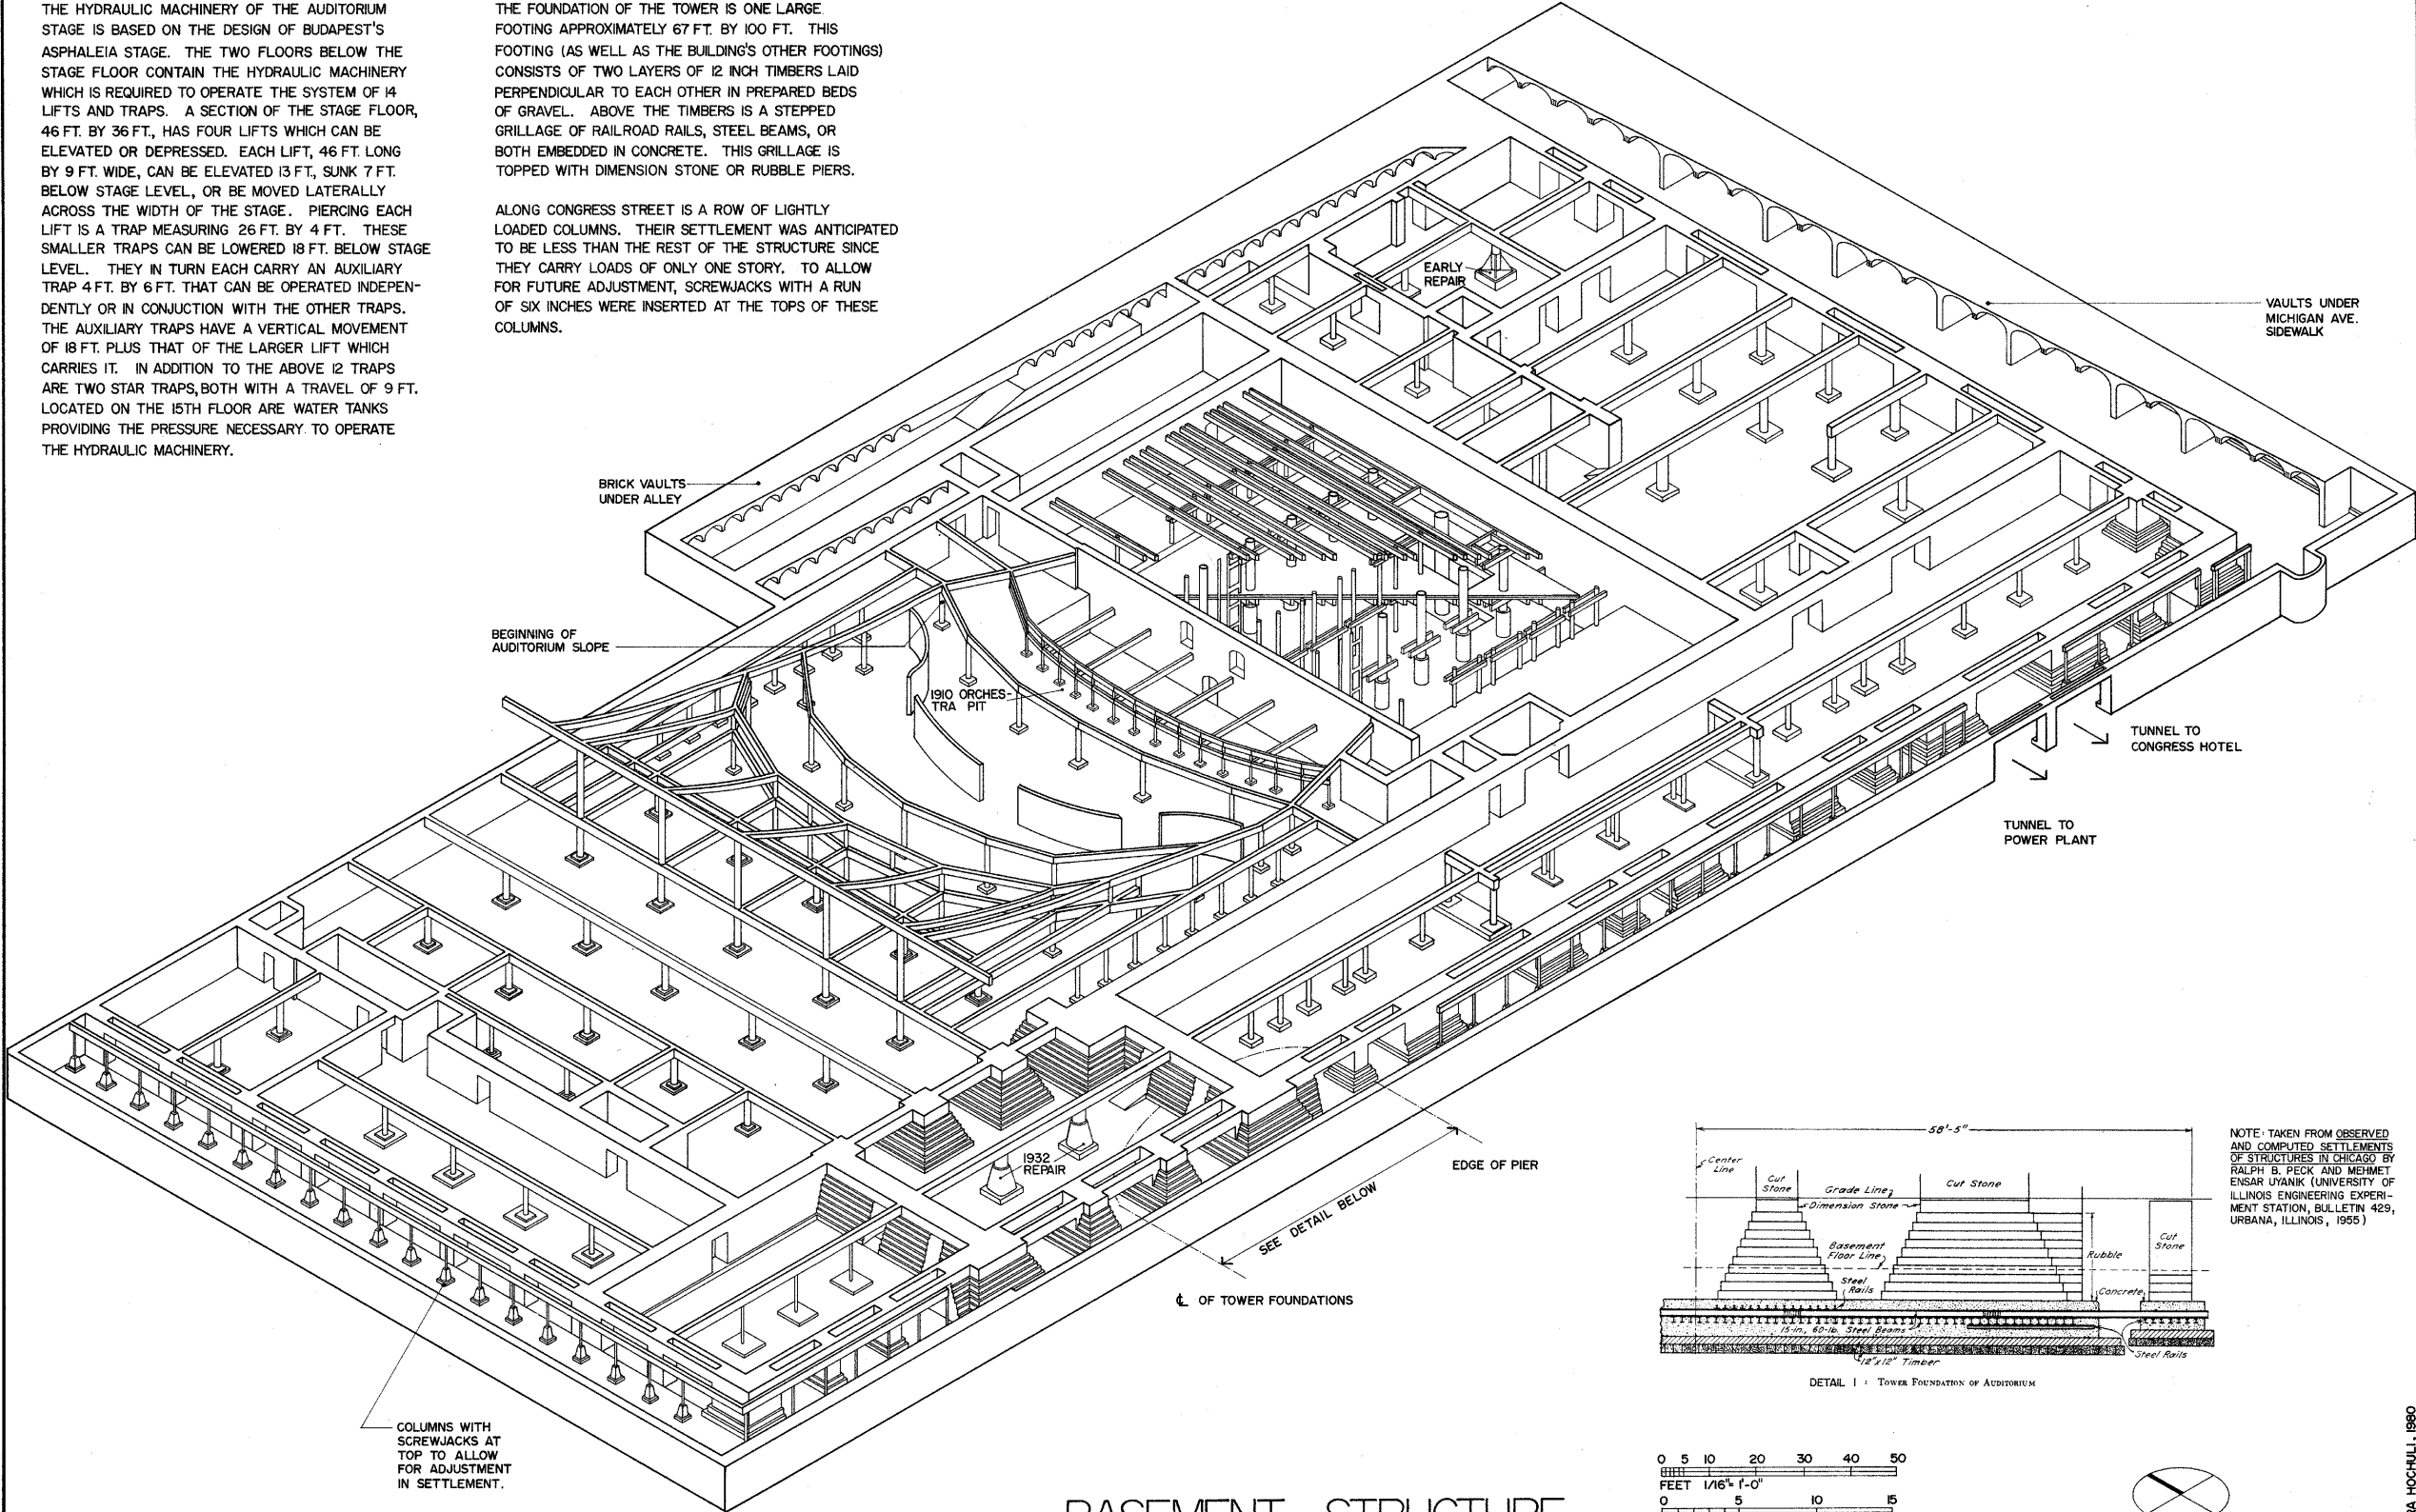 THE HYDRAULIC MACHINERY OF THE AUDITORIUM
STAGE IS BASED ON THE DESIGN OF BUDAPEST'S
ASPHALEIA STAGE. THE TWO FLOORS BELOW THE
STAGE FLOOR CONTAIN THE HYDRAULIC MACHINERY
WHICH IS REQUIRED TO OPERATE THE SYSTEM OF 14
LIFTS AND TRAPS. A SECTION OF THE STAGE FLOOR,
46 FT. BY 36 FT., HAS FOUR LIFTS WHICH CAN BE
ELEVATED OR DEPRESSED. EACH LIFT, 46 FT. LONG
BY 9 FT. WIDE, CAN BE ELEVATED 13 FT., SUNK 7 FT.
BELOW STAGE LEVEL, OR BE MOVED LATERALLY
ACROSS THE WIDTH OF THE STAGE. PIERCING EACH
LIFT IS A TRAP MEASURING 26 FT. BY 4 FT. THESE
SMALLER TRAPS CAN BE LOWERED 18 FT. BELOW STAGE
LEVEL. THEY IN TURN EACH CARRY AN AUXILIARY
TRAP 4 FT. BY 6 FT. THAT CAN BE OPERATED INDEPEN-
DENTLY OR IN CONJUCTION WITH THE OTHER TRAPS.
THE AUXILIARY TRAPS HAVE A VERTICAL MOVEMENT
OF 18 FT. PLUS THAT OF THE LARGER LIFT WHICH
CARRIES IT. IN ADDITION TO THE ABOVE 12 TRAPS
ARE TWO STAR TRAPS, BOTH WITH A TRAVEL OF 9 FT.
LOCATED ON THE 15TH FLOOR ARE WATER TANKS
PROVIDING THE PRESSURE NECESSARY TO OPERATE
THE HYDRAULIC MACHINERY.
THE FOUNDATION OF THE TOWER IS ONE LARGE
FOOTING APPROXIMATELY 67 FT. BY 100 FT. THIS
FOOTING (AS WELL AS THE BUILDING'S OTHER FOOTINGS)
CONSISTS OF TWO LAYERS OF 12 INCH TIMBERS LAID
PERPENDICULAR TO EACH OTHER IN PREPARED BEDS
OF GRAVEL. ABOVE THE TIMBERS IS A STEPPED
GRILLAGE OF RAILROAD RAILS, STEEL BEAMS, OR
BOTH EMBEDDED IN CONCRETE. THIS GRILLAGE IS
TOPPED WITH DIMENSION STONE OR RUBBLE PIERS.
ALONG CONGRESS STREET IS A ROW OF LIGHTLY
LOADED COLUMNS. THEIR SETTLEMENT WAS ANTICIPATED
TO BE LESS THAN THE REST OF THE STRUCTURE SINCE
THEY CARRY LOADS OF ONLY ONE STORY. TO ALLOW
FOR FUTURE ADJUSTMENT, SCREWJACKS WITH A RUN
OF SIX INCHES WERE INSERTED AT THE TOPS OF THESE
COLUMNS.
EARLY
REPAIR
VAULTS UNDER
MICHIGAN AVE.
SIDEWALK
BRICK VAULTS
UNDER ALLEY
BEGINNING OF
AUDITORIUM SLOPE
1910 ORCHES-
TRA PIT
TUNNEL TO
CONGRESS HOTEL
TUNNEL TO
POWER PLANT
1932
REPAIR
EDGE OF PIER
SEE DETAIL BELOW
℄ OF TOWER FOUNDATIONS
COLUMNS WITH
SCREWJACKS AT
TOP TO ALLOW
FOR ADJUSTMENT
IN SETTLEMENT.
58'-5"
Center
Line
Cut
Stone
Grade Line
Cut Stone
Dimension Stone
Basement
Floor Line
Rubble
Cut
Stone
Steel
Rails
Concrete
15-in., 60-lb. Steel Beams
12"x12" Timber
Steel Rails
DETAIL 1 : TOWER FOUNDATION OF AUDITORIUM
NOTE: TAKEN FROM OBSERVED
AND COMPUTED SETTLEMENTS
OF STRUCTURES IN CHICAGO BY
RALPH B. PECK AND MEHMET
ENSAR UYANIK (UNIVERSITY OF
ILLINOIS ENGINEERING EXPERI-
MENT STATION, BULLETIN 429,
URBANA, ILLINOIS, 1955)
0 5 10 20 30 40 50
FEET 1/16"= 1'-0"
0 5 10 15
BASEMENT STRUCTURE
HOCHULI, 1980